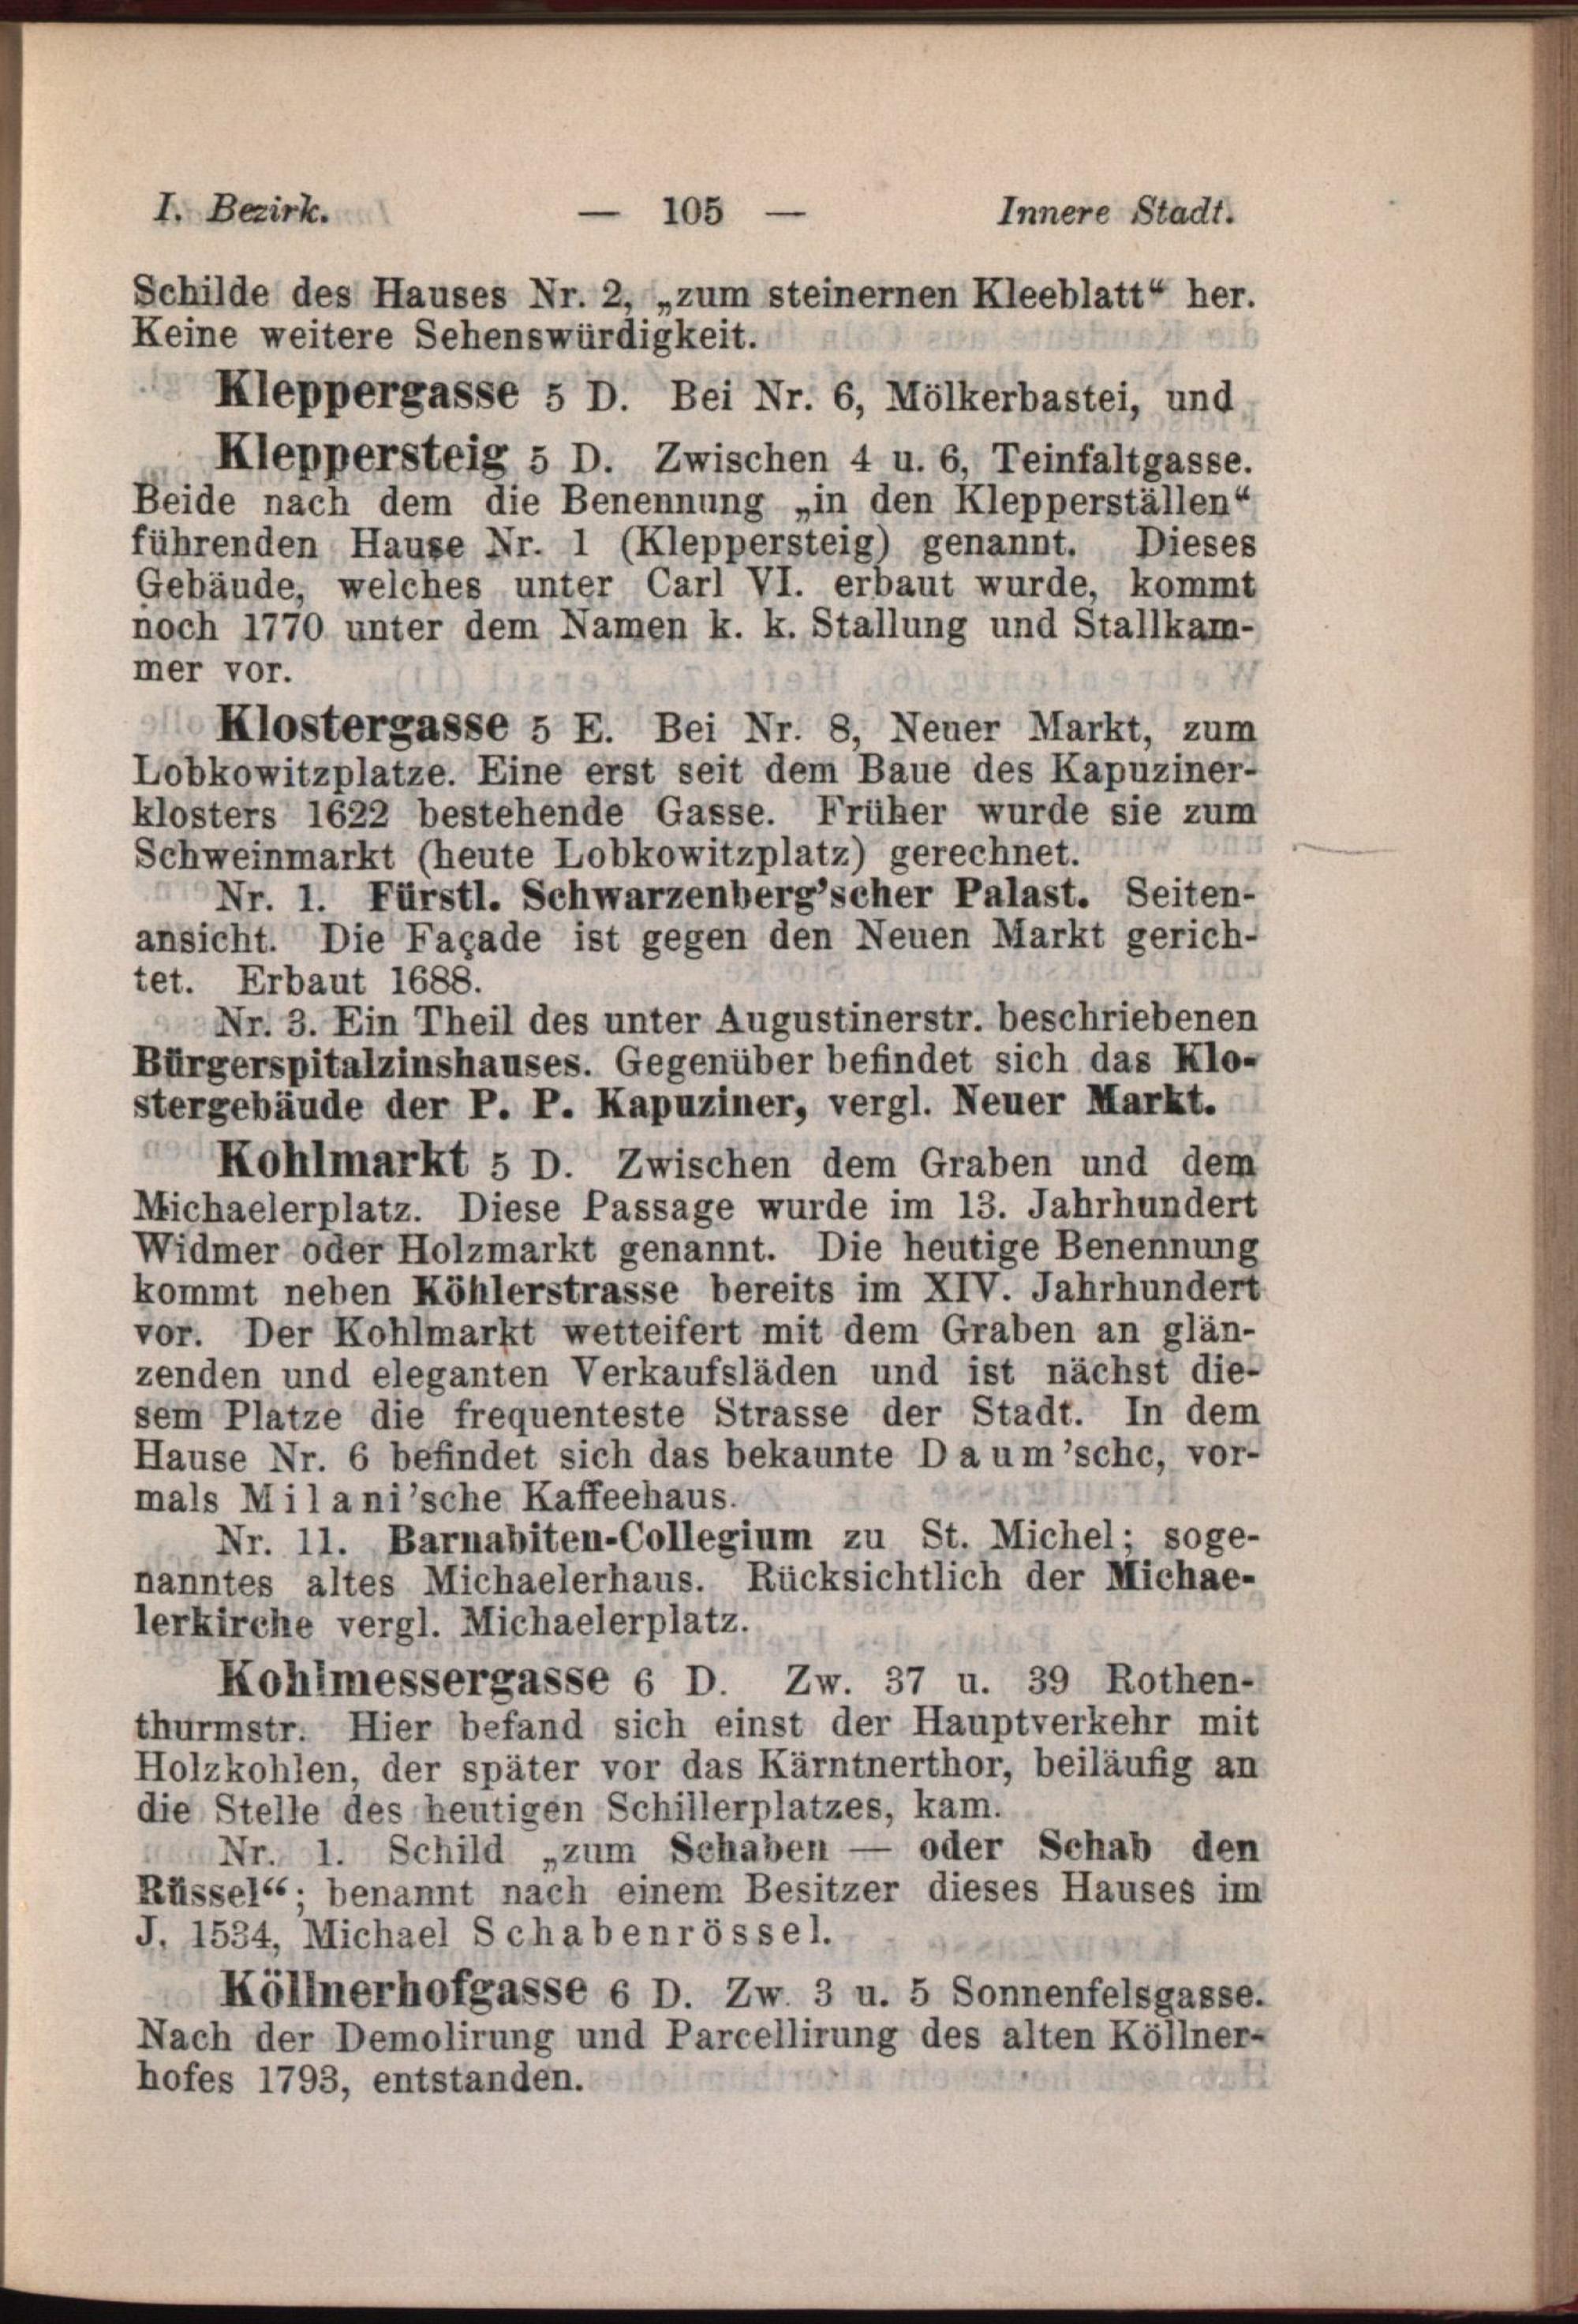 I. Bezirk. — 105 — Innere Stadt.
Schilde des Hauses Nr. 2, „zum steinernen Kleeblatt“ her.
Keine weitere Sehenswürdigkeit.
Kleppergasse 5 D. Bei Nr. 6, Mölkerbastei, und
Kleppersteig 5 D. Zwischen 4 u. 6, Teinfaltgasse.
Beide nach dem die Benennung „in den Klepperställen“
führenden Hause Nr. 1 (Kleppersteig) genannt. Dieses
Gebäude, welches unter Carl VI. erbaut wurde, kommt
noch 1770 unter dem Namen k. k. Stallung und Stallkam-
mer vor.
Klostergasse 5 E. Bei Nr. 8, Neuer Markt, zum
Lobkowitzplatze. Eine erst seit dem Baue des Kapuziner-
klosters 1622 bestehende Gasse. Früher wurde sie zum
Schweinmarkt (heute Lobkowitzplatz) gerechnet.
Nr. 1. Fürstl. Schwarzenberg’scher Palast. Seiten-
ansicht. Die Façade ist gegen den Neuen Markt gerich-
tet. Erbaut 1688.
Nr. 3. Ein Theil des unter Augustinerstr. beschriebenen
Bürgerspitalzinshauses. Gegenüber befindet sich das Klo-
stergebäude der P. P. Kapuziner, vergl. Neuer Markt.
Kohlmarkt 5 D. Zwischen dem Graben und dem
Michaelerplatz. Diese Passage wurde im 13. Jahrhundert
Widmer oder Holzmarkt genannt. Die heutige Benennung
kommt neben Köhlerstrasse bereits im XIV. Jahrhundert
vor. Der Kohlmarkt wetteifert mit dem Graben an glän-
zenden und eleganten Verkaufsläden und ist nächst die-
sem Platze die frequenteste Strasse der Stadt. In dem
Hause Nr. 6 befindet sich das bekaunte Daum’schc, vor-
mals Milani’sche Kaffeehaus.
Nr. 11. Barnabiten-Collegium zu St. Michel; soge-
nanntes altes Michaelerhaus. Rücksichtlich der Michae-
lerkirche vergl. Michaelerplatz.
Kohlmessergasse 6 D. Zw. 37 u. 39 Rothen-
thurmstr. Hier befand sich einst der Hauptverkehr mit
Holzkohlen, der später vor das Kärntnerthor, beiläufig an
die Stelle des heutigen Schillerplatzes, kam.
Nr. 1. Schild „zum Schaben — oder Schab den
Rüssel“; benannt nach einem Besitzer dieses Hauses im
J. 1534, Michael Schabenrössel.
Köllnerhofgasse 6 D. Zw. 3 u. 5 Sonnenfelsgasse.
Nach der Demolirung und Parcellirung des alten Köllner-
hofes 1793, entstanden.